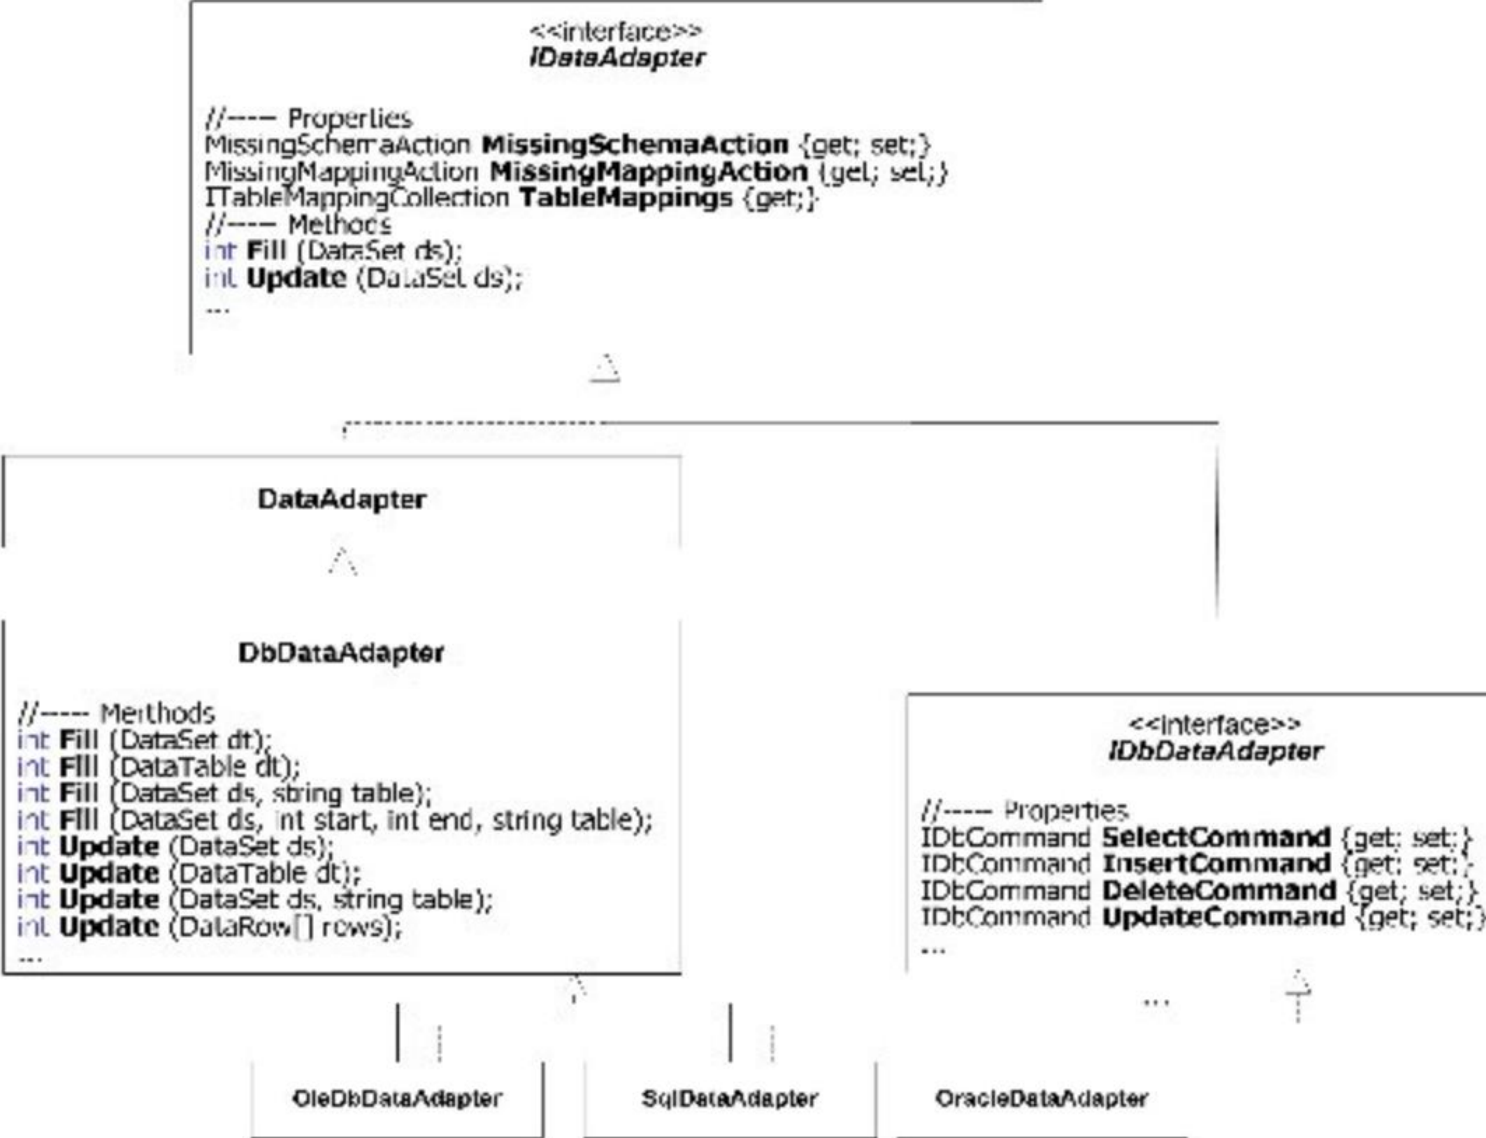 <<interface>>
IDataAdapter
//----- Properties
MissingSchemaAction MissingSchemaAction {get; set;}
MissingMappingAction MissingMappingAction {get; set;}
ITableMappingCollection TableMappings {get;}
//----- Methods
int Fill (DataSet ds);
int Update (DataSet ds);
...
DataAdapter
DbDataAdapter
//----- Merthods
int Fill (DataSet dt);
int Fill (DataTable dt);
int Fill (DataSet ds, string table);
int Fill (DataSet ds, int start, int end, string table);
int Update (DataSet ds);
int Update (DataTable dt);
int Update (DataSet ds, string table);
int Update (DataRow[] rows);
...
<<interface>>
IDbDataAdapter
//----- Properties
IDbCommand SelectCommand {get; set;}
IDbCommand InsertCommand {get; set;}
IDbCommand DeleteCommand {get; set;}
IDbCommand UpdateCommand {get; set;}
...
...
OleDbDataAdapter
SqlDataAdapter
OracleDataAdapter